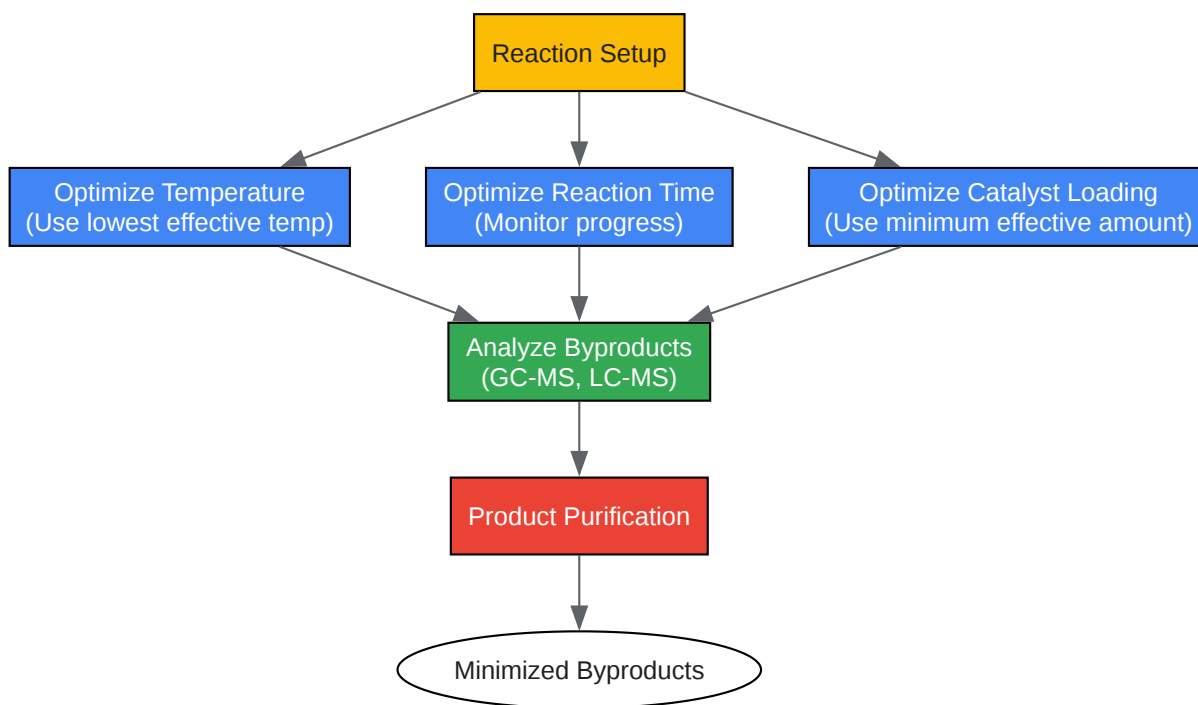 Reaction Setup
Optimize Temperature
(Use lowest effective temp)
Optimize Reaction Time
(Monitor progress)
Optimize Catalyst Loading
(Use minimum effective amount)
Analyze Byproducts
(GC-MS, LC-MS)
Product Purification
Minimized Byproducts